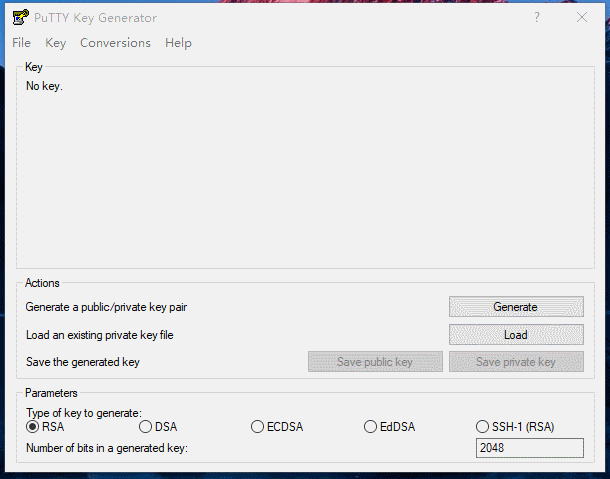 PuTTY Key Generator ?
File Key Conversions Help
Key
No key.
Actions
Generate a public/private key pair Generate
Load an existing private key file Load
Save the generated key Save public key Save private key
Parameters
Type of key to generate:
RSA DSA ECDSA EdDSA SSH-1 (RSA)
Number of bits in a generated key: 2048